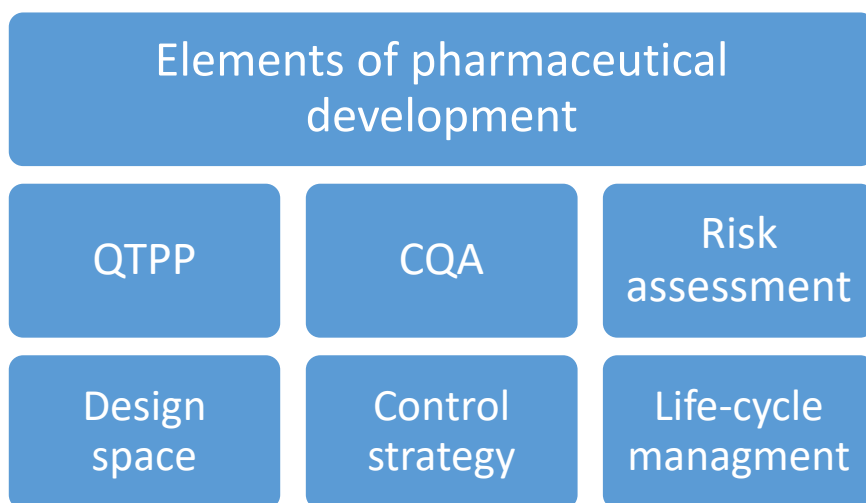 Elements of pharmaceutical
development
QTPP
CQA
Risk
assessment
Design
space
Control
strategy
Life-cycle
managment